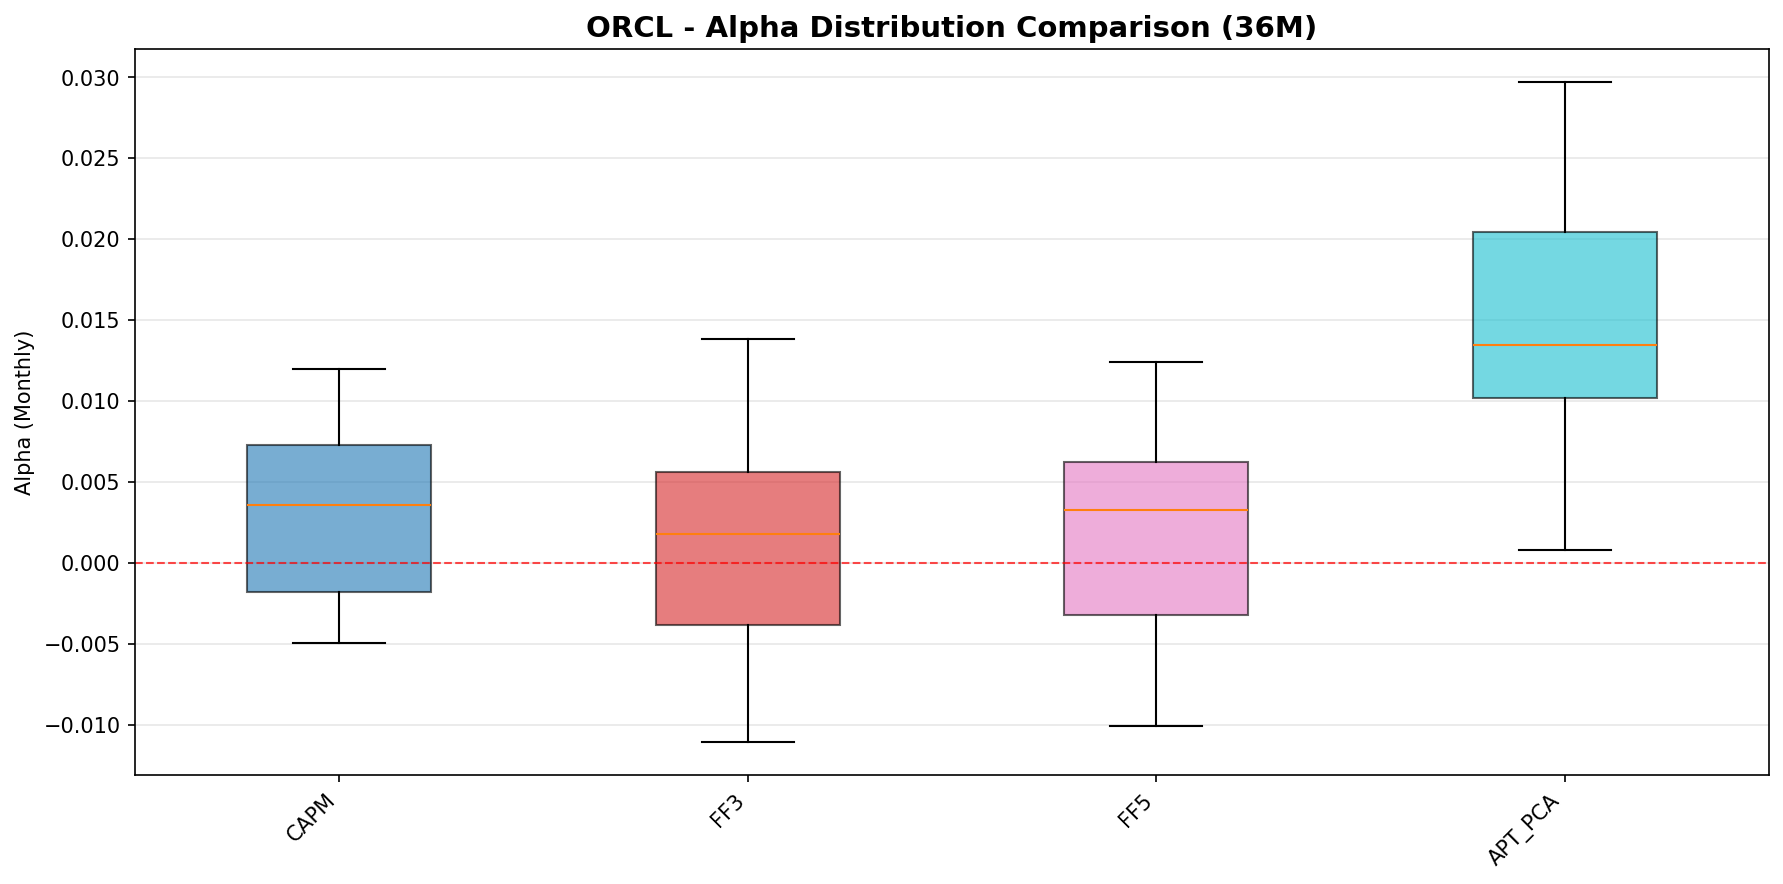 ORCL - Alpha Distribution Comparison (36M)
Alpha (Monthly)
0.030
0.025
0.020
0.015
0.010
0.005
0.000
−0.005
−0.010
CAPM
FF3
FF5
APT_PCA